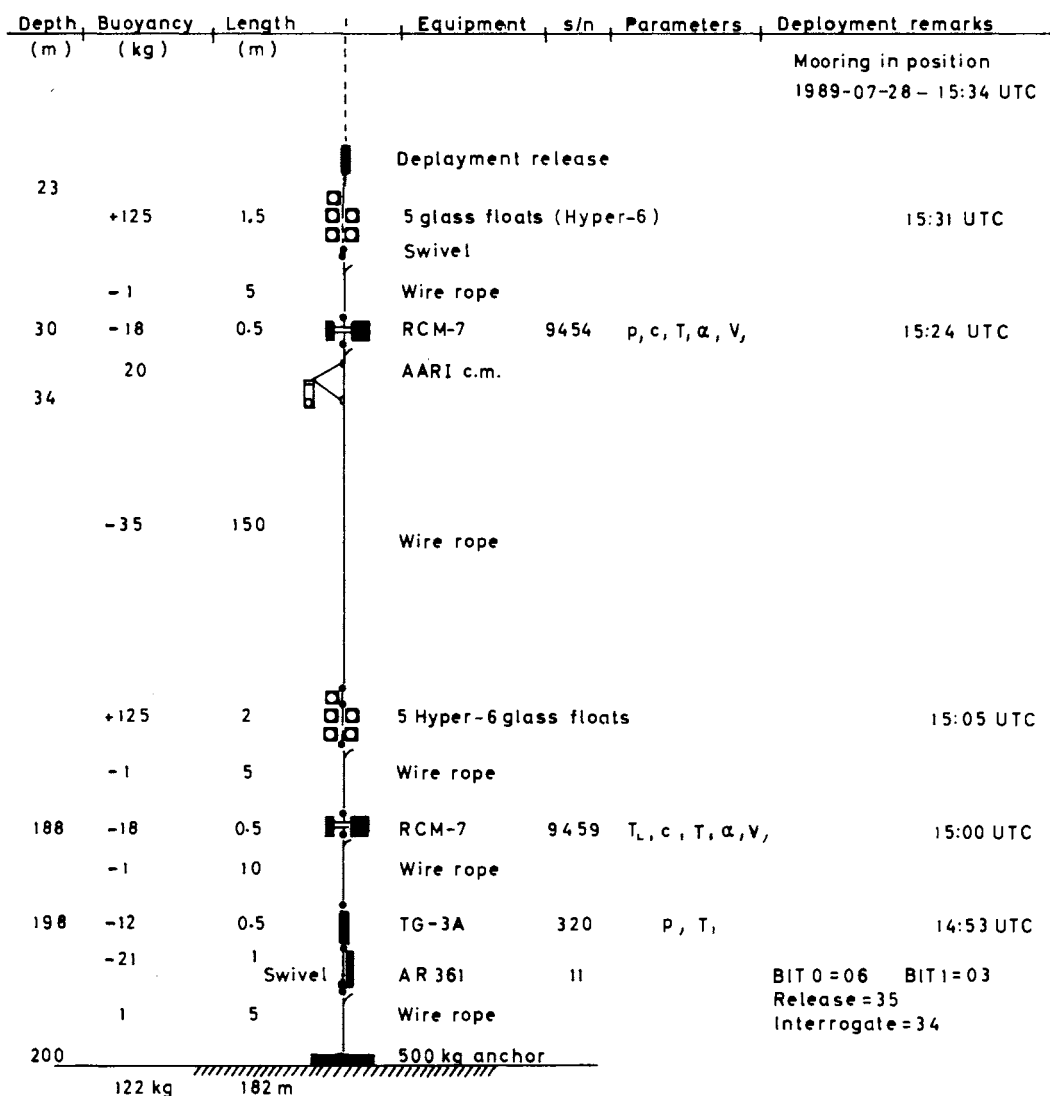 Depth Buoyancy Length Equipment s/n Parameters Deployment remarks
(m) (kg) (m)
Mooring in position
1989-07-28 - 15:34 UTC
Deplayment release
23
+125 1.5 5 glass floats (Hyper-6) 15:31 UTC
Swivel
-1 5 Wire rope
30 -18 0.5 RCM-7 9454 p, c, T, α, V, 15:24 UTC
20 AARI c.m.
34
-35 150
Wire rope
+125 2 5 Hyper-6 glass floats 15:05 UTC
-1 5 Wire rope
188 -18 0.5 RCM-7 9459 TL, c, T, α, V, 15:00 UTC
-1 10 Wire rope
198 -12 0.5 TG-3A 320 p, T, 14:53 UTC
-21 1
Swivel AR 361 11 BIT 0=06 BIT 1=03
Release=35
1 5 Wire rope Interrogate=34
200 500 kg anchor
122 kg 182 m